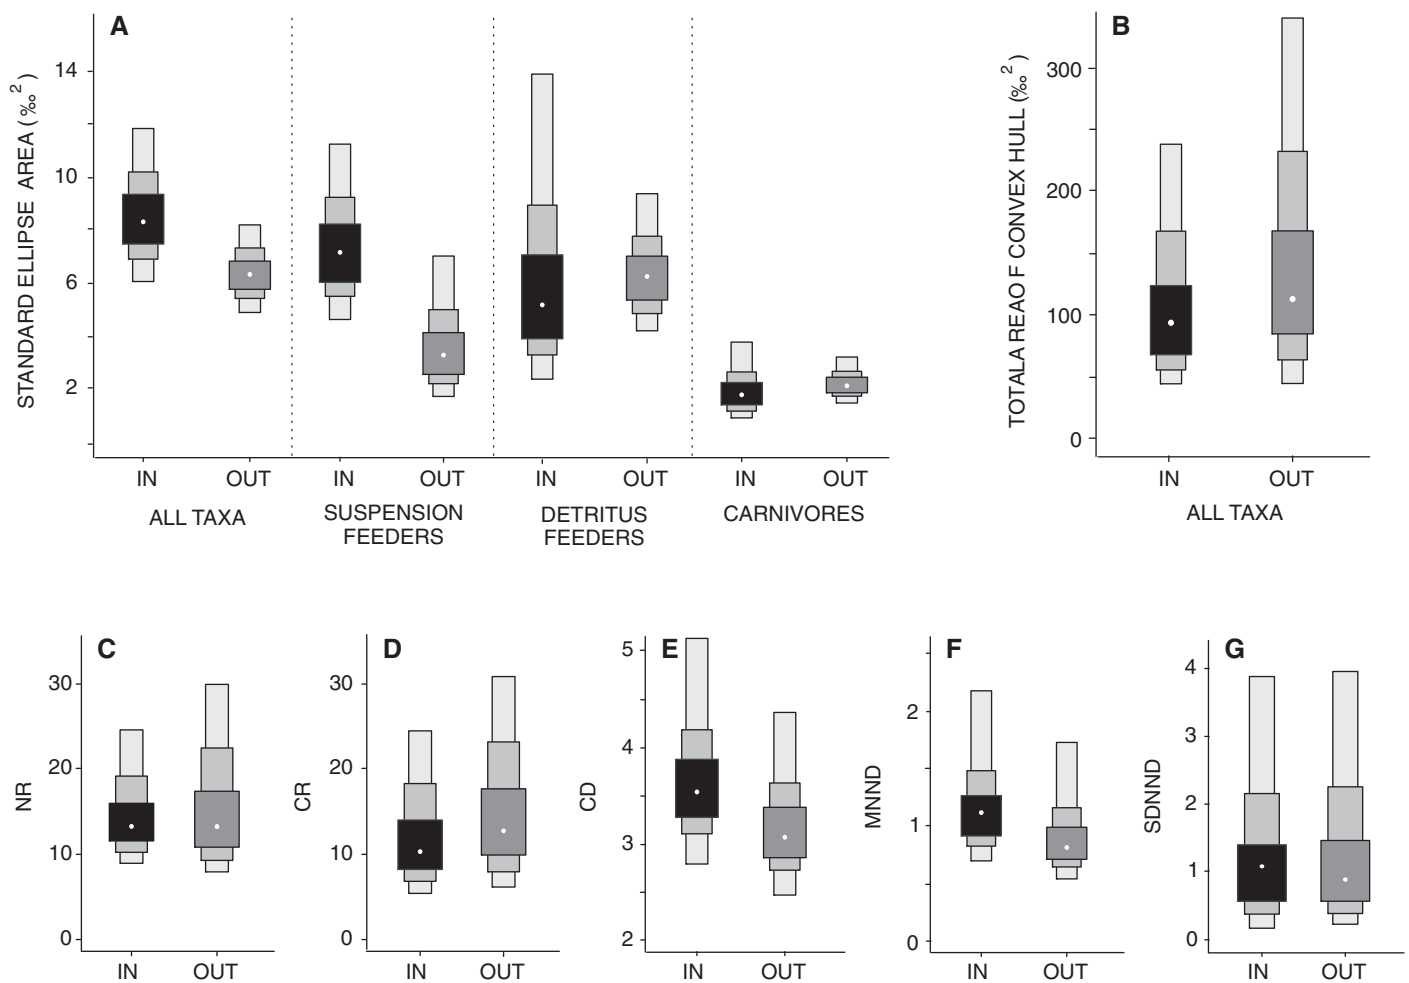 A
STANDARD ELLIPSE AREA (‰²)
14
10
6
2
IN
OUT
IN
OUT
IN
OUT
IN
OUT
ALL TAXA
SUSPENSION
FEEDERS
DETRITUS
FEEDERS
CARNIVORES
B
TOTALA REAO F CONVEX HULL (‰²)
300
200
100
0
IN
OUT
ALL TAXA
C
NR
30
20
10
0
IN
OUT
D
CR
30
20
10
0
IN
OUT
E
CD
5
4
3
2
IN
OUT
F
MNND
2
1
0
IN
OUT
G
SDNND
4
3
2
1
0
IN
OUT